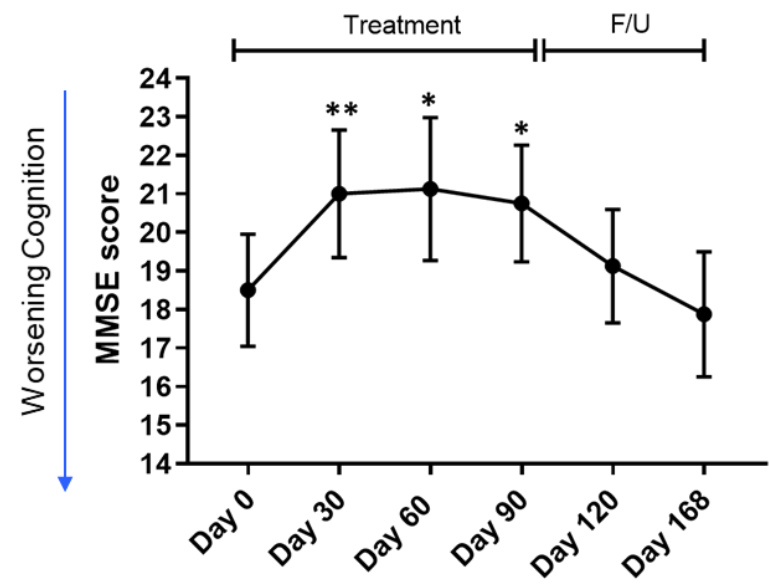 Treatment
F/U
Worsening Cognition
MMSE score
24
23
22
21
20
19
18
17
16
15
14
**
*
*
Day 0
Day 30
Day 60
Day 90
Day 120
Day 168